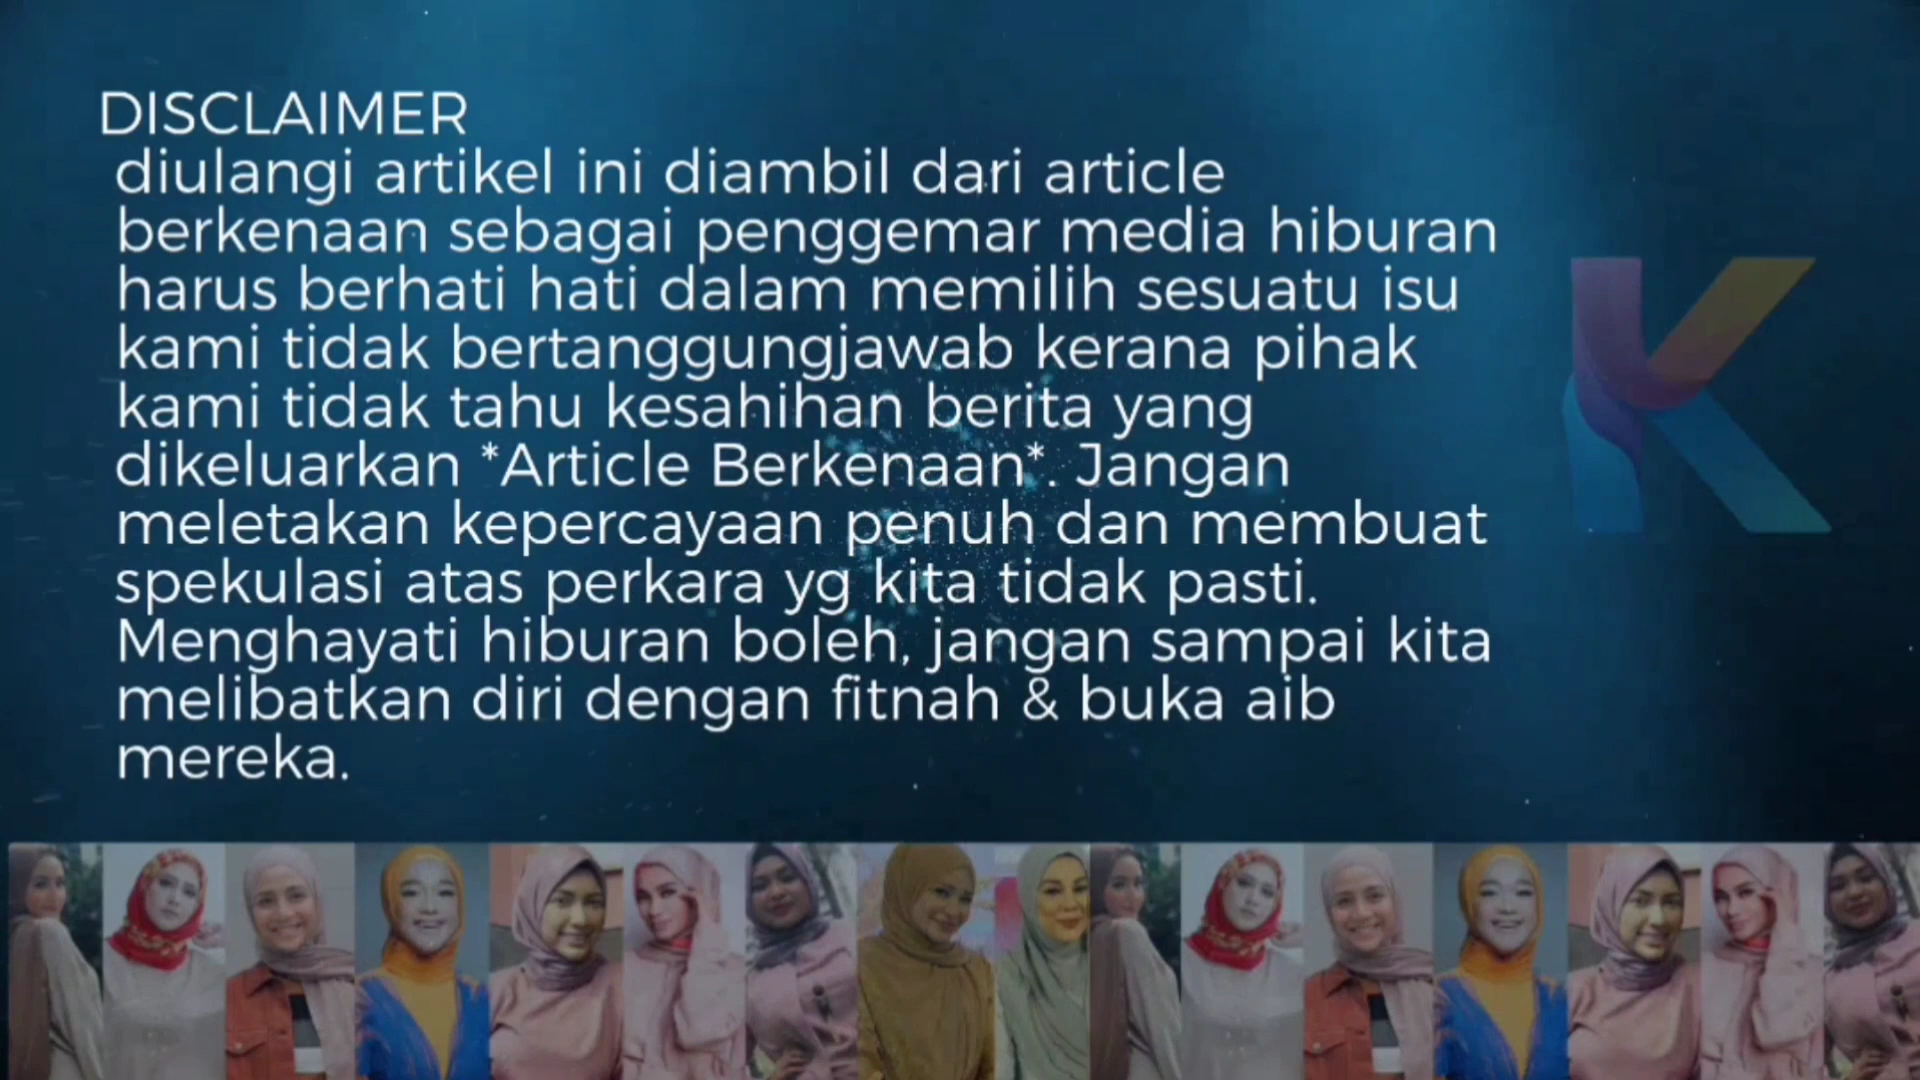 DISCLAIMER
diulangi artikel ini diambil dari article
berkenaan sebagai penggemar media hiburan
harus berhati hati dalam memilih sesuatu isu
kami tidak bertanggungjawab kerana pihak
kami tidak tahu kesahihan berita yang
dikeluarkan *Article Berkenaan*. Jangan
meletakan kepercayaan penuh dan membuat
spekulasi atas perkara yg kita tidak pasti.
Menghayati hiburan boleh, jangan sampai kita
melibatkan diri dengan fitnah & buka aib
mereka.
K